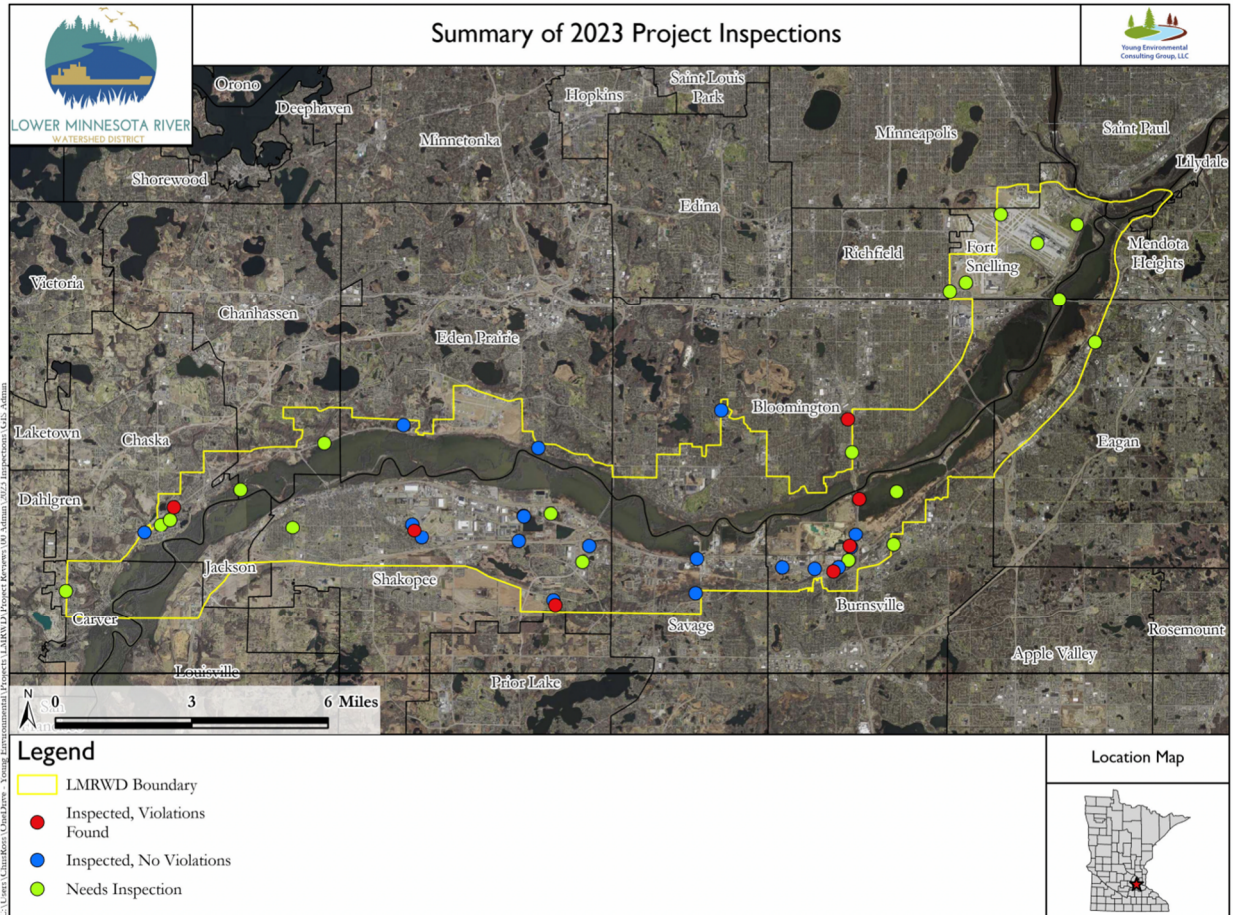 Summary of 2023 Project Inspections
LOWER MINNESOTA RIVER
WATERSHED DISTRICT
Young Environmental
Consulting Group, LLC
Orono
Deephaven
Hopkins
Saint Louis
Park
Minnetonka
Minneapolis
Saint Paul
Lilydale
Shorewood
Edina
Richfield
Fort
Snelling
Mendota
Heights
Victoria
Chanhassen
Eden Prairie
Bloomington
Laketown
Chaska
Eagan
Dahlgren
Jackson
Shakopee
Carver
Savage
Burnsville
Rosemount
Apple Valley
Louisville
Prior Lake
San
N
0 3 6 Miles
Legend
LMRWD Boundary
Inspected, Violations
Found
Inspected, No Violations
Needs Inspection
Location Map